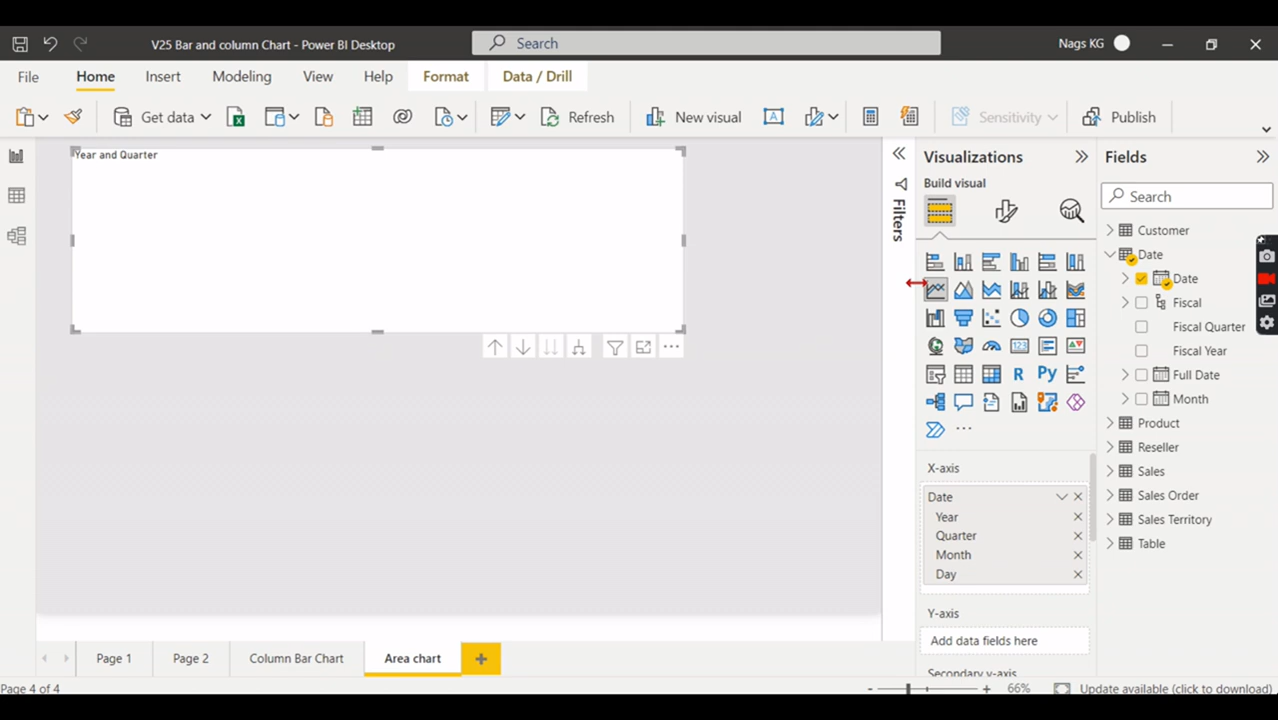 V25 Bar and column Chart - Power BI Desktop
Search
Nags KG
File
Home
Insert
Modeling
View
Help
Format
Data / Drill
Get data
Refresh
New visual
Sensitivity
Publish
Year and Quarter
Filters
Visualizations
Build visual
R
Py
123
X-axis
Date
Year
Quarter
Month
Day
Y-axis
Add data fields here
Secondary y-axis
Fields
Search
Customer
Date
Date
Fiscal
Fiscal Quarter
Fiscal Year
Full Date
Month
Product
Reseller
Sales
Sales Order
Sales Territory
Table
Page 1
Page 2
Column Bar Chart
Area chart
Page 4 of 4
66%
Update available (click to download)